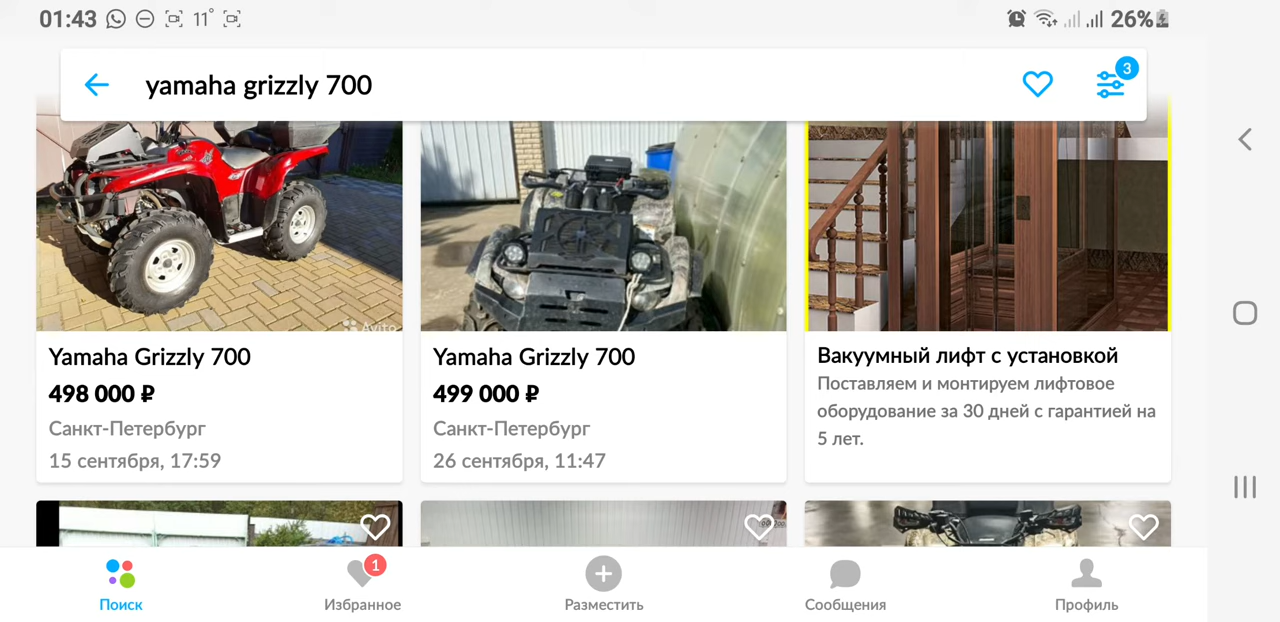 01:43 11° 26%
yamaha grizzly 700
3
Avito
Yamaha Grizzly 700
498 000 ₽
Санкт-Петербург
15 сентября, 17:59
Yamaha Grizzly 700
499 000 ₽
Санкт-Петербург
26 сентября, 11:47
Вакуумный лифт с установкой
Поставляем и монтируем лифтовое
оборудование за 30 дней с гарантией на
5 лет.
1
Поиск
Избранное
Разместить
Сообщения
Профиль